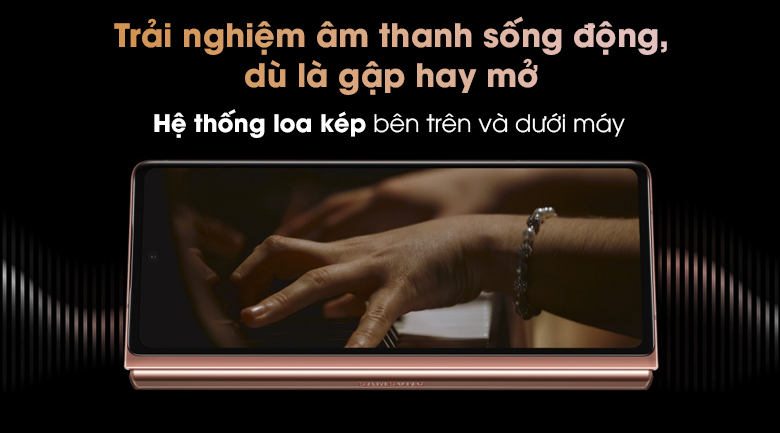 Trải nghiệm âm thanh sống động,
dù là gập hay mở
Hệ thống loa kép bên trên và dưới máy
SAMSUNG